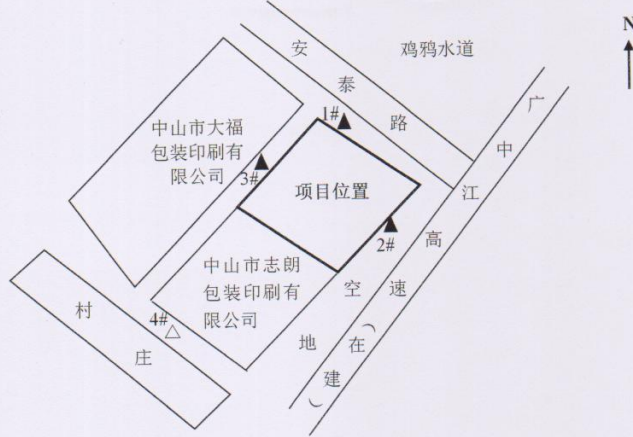 鸡鸭水道
N
安泰路
广中江高速（在建）
1#
中山市大福
包装印刷有
限公司
3#
项目位置
2#
中山市志朗
包装印刷有
限公司
空地
4#
村庄